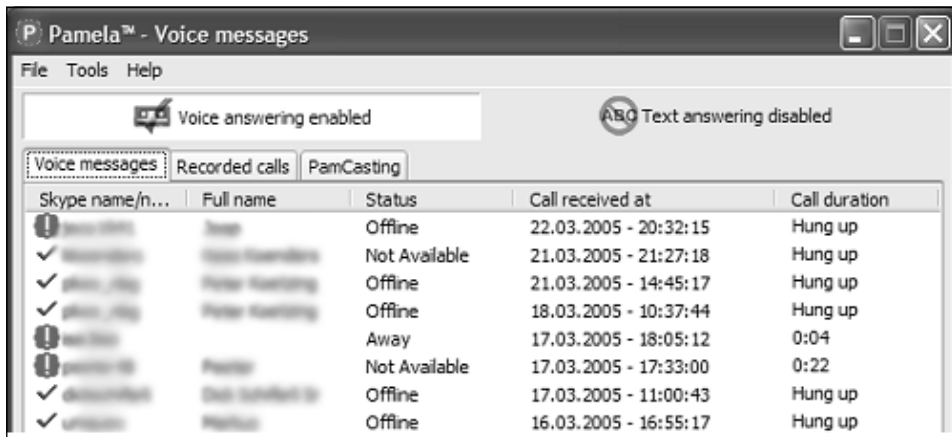 P Pamela™ - Voice messages
File Tools Help
Voice answering enabled ABC Text answering disabled
Voice messages Recorded calls PamCasting
Skype name/n... Full name Status Call received at Call duration
Offline 22.03.2005 - 20:32:15 Hung up
Not Available 21.03.2005 - 21:27:18 Hung up
Offline 21.03.2005 - 14:45:17 Hung up
Offline 18.03.2005 - 10:37:44 Hung up
Away 17.03.2005 - 18:05:12 0:04
Not Available 17.03.2005 - 17:33:00 0:22
Offline 17.03.2005 - 11:00:43 Hung up
Offline 16.03.2005 - 16:55:17 Hung up